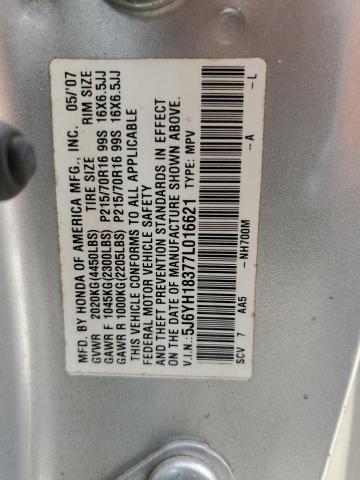 MFD. BY HONDA OF AMERICA MFG., INC. 05/'07
GVWR 2020KG(4450LBS) TIRE SIZE RIM SIZE
GAWR F 1045KG(2300LBS) P215/70R16 99S 16X6.5JJ
GAWR R 1000KG(2205LBS) P215/70R16 99S 16X6.5JJ
THIS VEHICLE CONFORMS TO ALL APPLICABLE
FEDERAL MOTOR VEHICLE SAFETY
AND THEFT PREVENTION STANDARDS IN EFFECT
ON THE DATE OF MANUFACTURE SHOWN ABOVE.
V.I.N.: 5J6YH18377L016621 TYPE: MPV
SCV 7 AA5 -NH700M -A -L